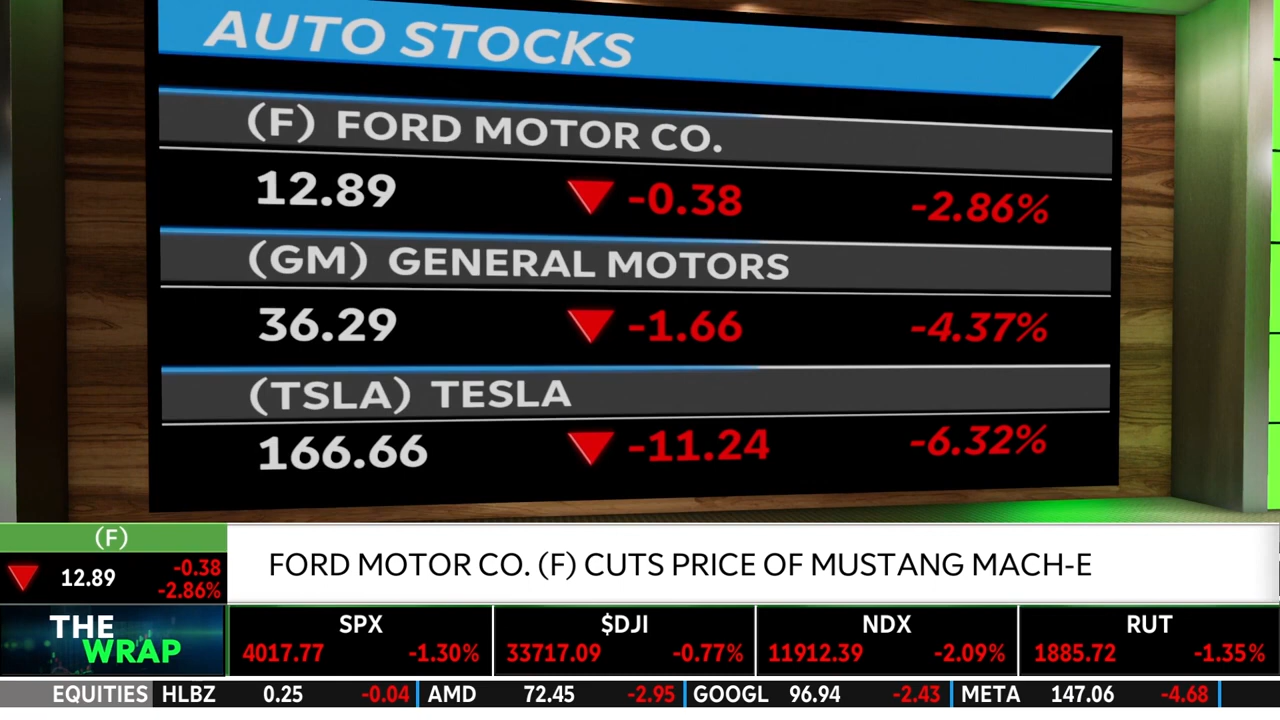 AUTO STOCKS
(F) FORD MOTOR CO.
12.89 -0.38 -2.86%
(GM) GENERAL MOTORS
36.29 -1.66 -4.37%
(TSLA) TESLA
166.66 -11.24 -6.32%
(F)
12.89 -0.38
-2.86%
FORD MOTOR CO. (F) CUTS PRICE OF MUSTANG MACH-E
THE
WRAP
SPX $DJI NDX RUT
4017.77 -1.30% 33717.09 -0.77% 11912.39 -2.09% 1885.72 -1.35%
EQUITIES HLBZ 0.25 -0.04 AMD 72.45 -2.95 GOOGL 96.94 -2.43 META 147.06 -4.68